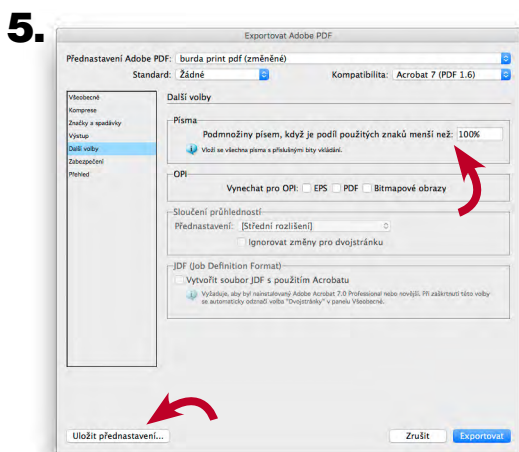 5.
Exportovat Adobe PDF
Přednastavení Adobe PDF: burda print pdf (změněné)
Standard: Žádné Kompatibilita: Acrobat 7 (PDF 1.6)
Všeobecné
Komprese
Značky a spadávky
Výstup
Další volby
Zabezpečení
Přehled
Další volby
Písma
Podmnožiny písem, když je podíl použitých znaků menší než: 100%
Vloží se všechna písma s příslušnými bity vkládání.
OPI
Vynechat pro OPI: EPS PDF Bitmapové obrazy
Sloučení průhledností
Přednastavení: [Střední rozlišení]
Ignorovat změny pro dvojstránku
JDF (Job Definition Format)
Vytvořit soubor JDF s použitím Acrobatu
Vyžaduje, aby byl nainstalovaný Adobe Acrobat 7.0 Professional nebo novější. Při zaškrtnutí této volby
se automaticky odznačí volba "Dvojstránky" v panelu Všeobecné.
Uložit přednastavení... Zrušit Exportovat